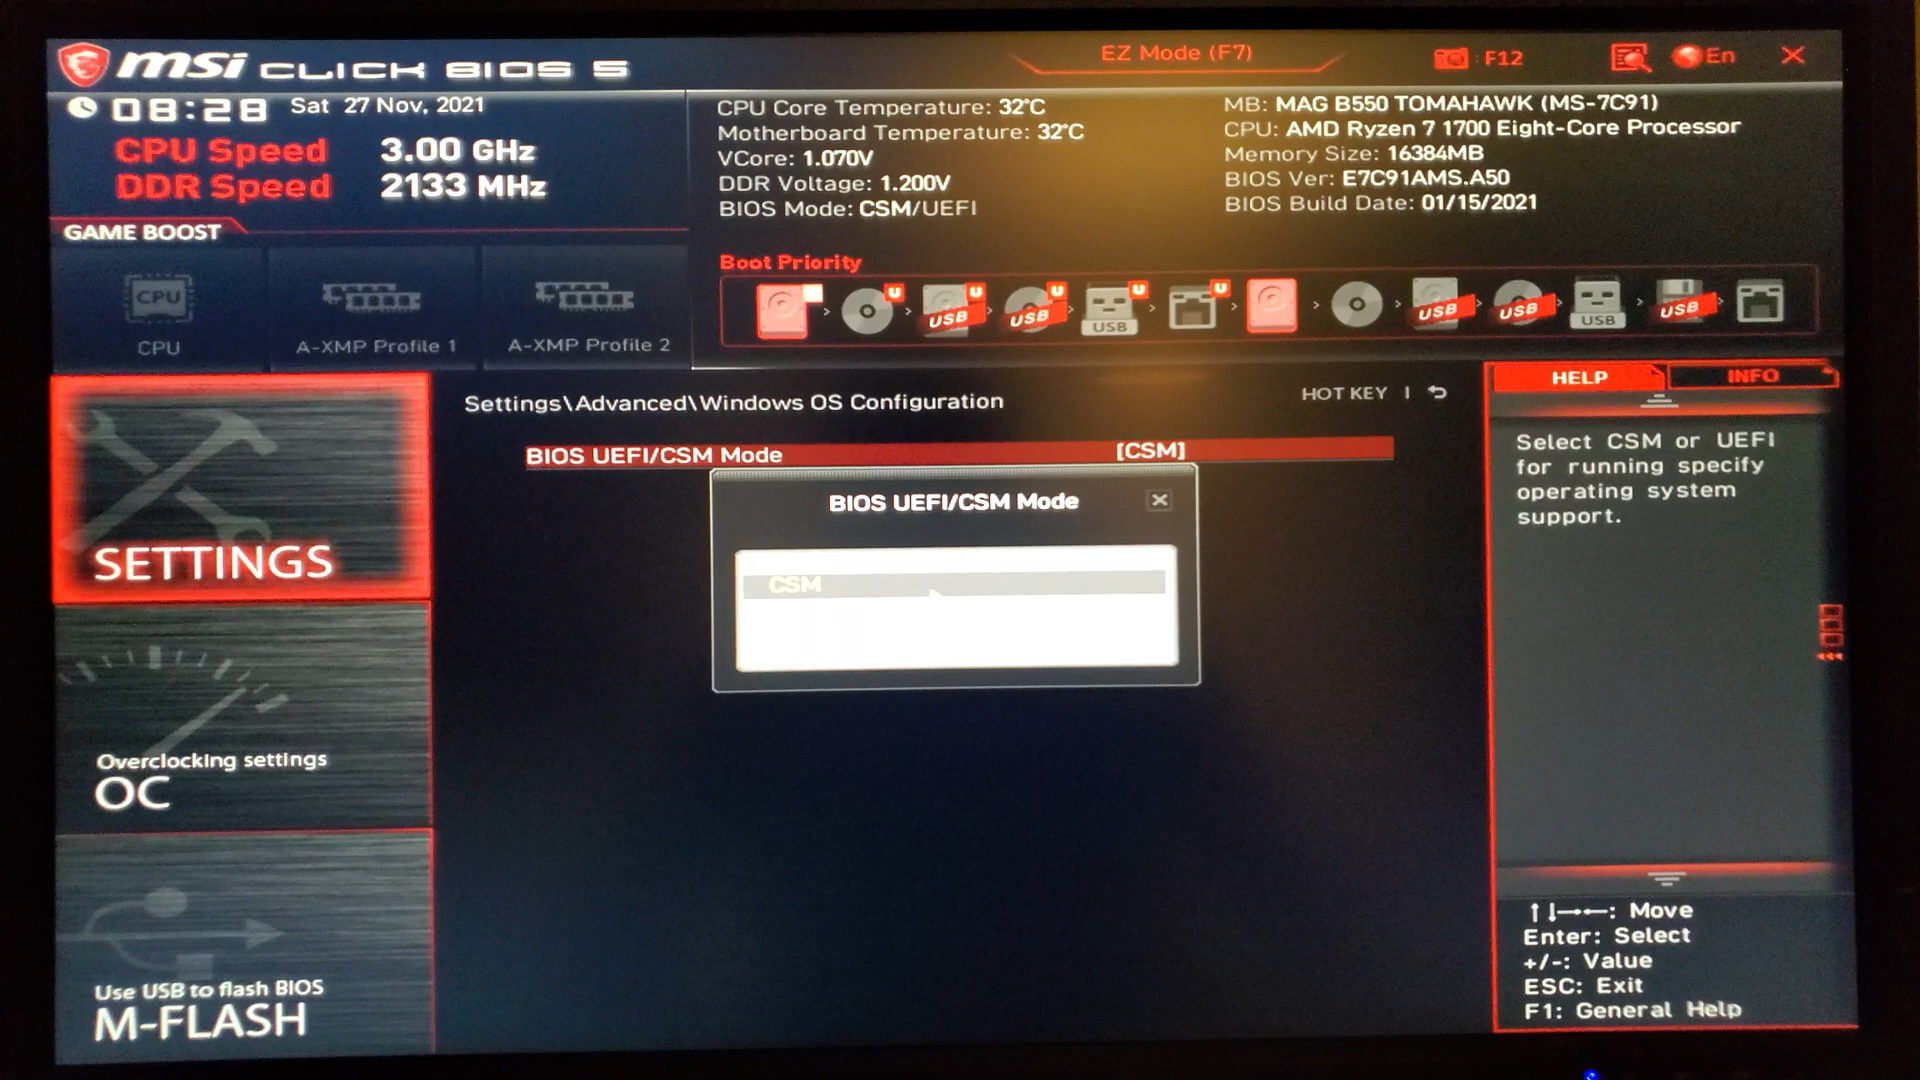 msi CLICK BIOS 5
EZ Mode (F7)
: F12
En
08:28 Sat 27 Nov, 2021
CPU Speed 3.00 GHz
DDR Speed 2133 MHz
CPU Core Temperature: 32°C
Motherboard Temperature: 32°C
VCore: 1.070V
DDR Voltage: 1.200V
BIOS Mode: CSM/UEFI
MB: MAG B550 TOMAHAWK (MS-7C91)
CPU: AMD Ryzen 7 1700 Eight-Core Processor
Memory Size: 16384MB
BIOS Ver: E7C91AMS.A50
BIOS Build Date: 01/15/2021
GAME BOOST
CPU
CPU
A-XMP Profile 1
A-XMP Profile 2
Boot Priority
U U U U U
USB USB USB USB USB USB USB
SETTINGS
Overclocking settings
OC
Use USB to flash BIOS
M-FLASH
Settings\Advanced\Windows OS Configuration
HOT KEY |
BIOS UEFI/CSM Mode [CSM]
BIOS UEFI/CSM Mode
CSM
HELP
INFO
Select CSM or UEFI
for running specify
operating system
support.
↑↓→←: Move
Enter: Select
+/-: Value
ESC: Exit
F1: General Help